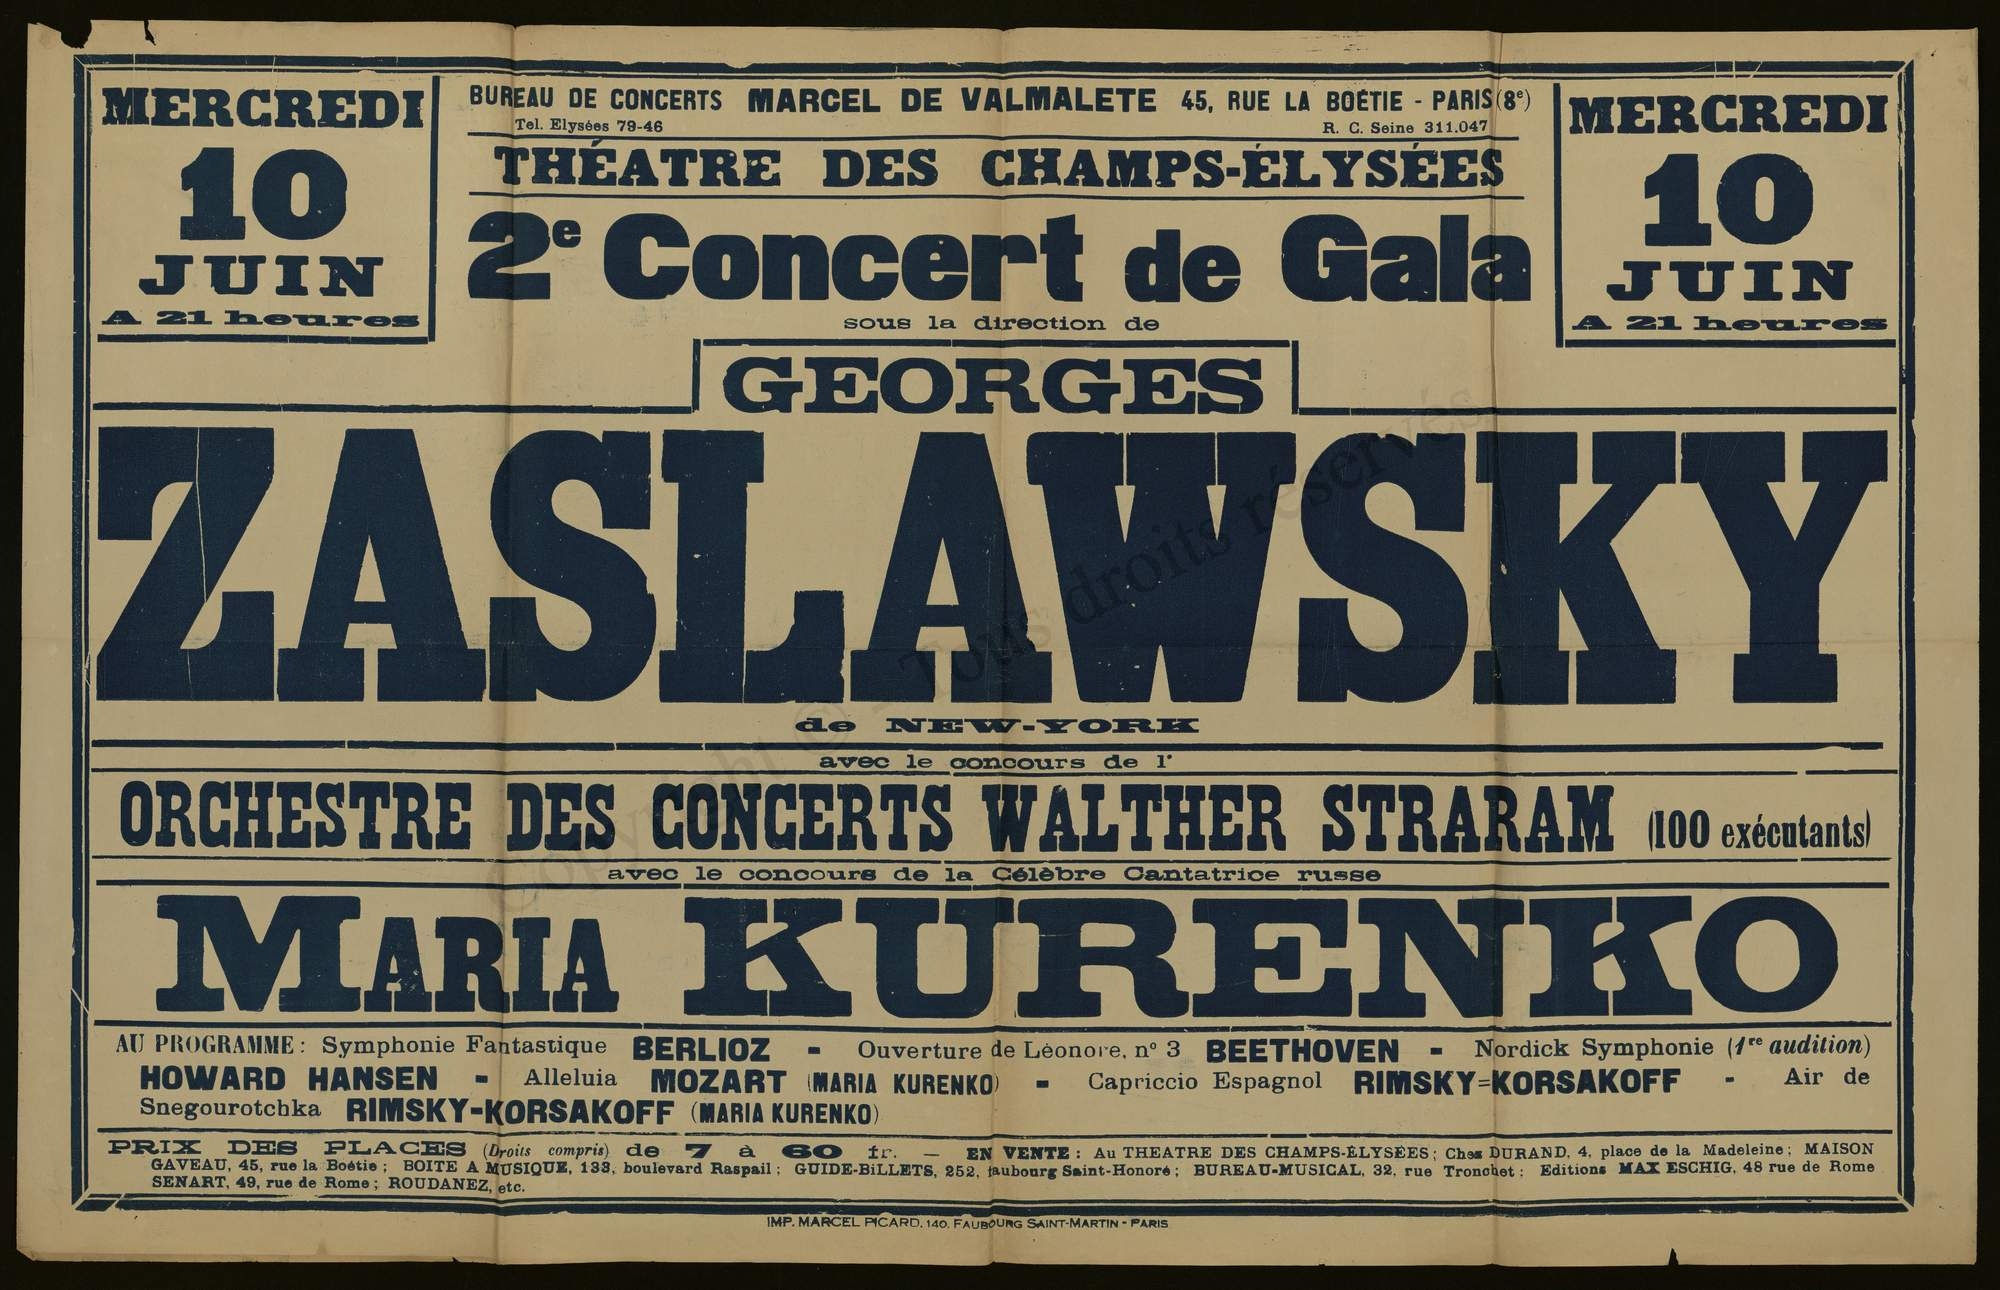 MERCREDI
10
JUIN
A 21 heures
BUREAU DE CONCERTS MARCEL DE VALMALETE 45, RUE LA BOËTIE - PARIS (8e)
Tel. Elysées 79-46 R. C. Seine 311.047
THÉATRE DES CHAMPS-ÉLYSÉES
2e Concert de Gala
sous la direction de
MERCREDI
10
JUIN
A 21 heures
GEORGES
ZASLAWSKY
de NEW-YORK
avec le concours de l'
ORCHESTRE DES CONCERTS WALTHER STRARAM (100 exécutants)
avec le concours de la Célèbre Cantatrice russe
MARIA KURENKO
AU PROGRAMME : Symphonie Fantastique BERLIOZ - Ouverture de Léonore, n° 3 BEETHOVEN - Nordick Symphonie (1re audition)
HOWARD HANSEN - Alleluia MOZART (MARIA KURENKO) - Capriccio Espagnol RIMSKY=KORSAKOFF - Air de
Snegourotchka RIMSKY-KORSAKOFF (MARIA KURENKO)
PRIX DES PLACES (Droits compris) de 7 à 60 fr. — EN VENTE : Au THEATRE DES CHAMPS-ÉLYSÉES ; Chez DURAND, 4, place de la Madeleine ; MAISON
GAVEAU, 45, rue la Boëtie ; BOITE A MUSIQUE, 133, boulevard Raspail ; GUIDE-BILLETS, 252, faubourg Saint-Honoré ; BUREAU-MUSICAL, 32, rue Tronchet ; Editions MAX ESCHIG, 48 rue de Rome
SENART, 49, rue de Rome ; ROUDANEZ, etc.
IMP. MARCEL PICARD. 140, FAUBOURG SAINT-MARTIN - PARIS
Copyright © - Tous droits réservés